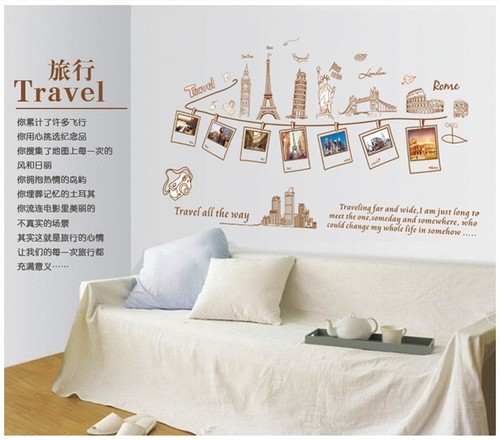 旅行
Travel
你累计了许多飞行
你用心挑选纪念品
你搜集了地图上每一次的
风和日丽
你拥抱热情的岛屿
你埋葬记忆的土耳其
你流连电影里美丽的
不真实的场景
其实这就是旅行的心情
让我们的每一次旅行都
充满意义……
Travel
London
Rome
Travel all the way
Traveling far and wide,I am just long to
meet the one,someday and somewhere, who
could change my whole life in somehow .....